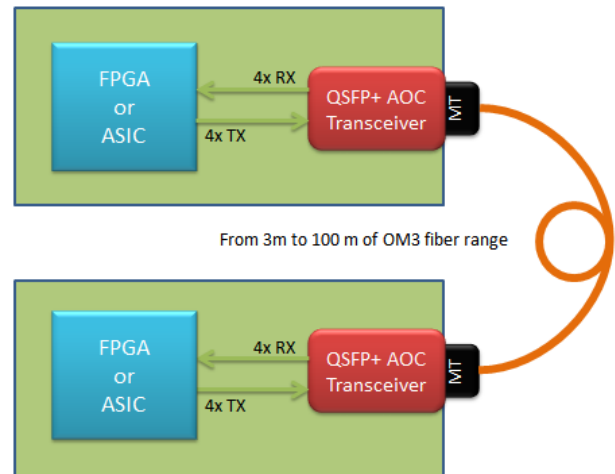 FPGA
or
ASIC
4x RX
4x TX
QSFP+ AOC
Transceiver
MT
From 3m to 100 m of OM3 fiber range
FPGA
or
ASIC
4x RX
4x TX
QSFP+ AOC
Transceiver
MT